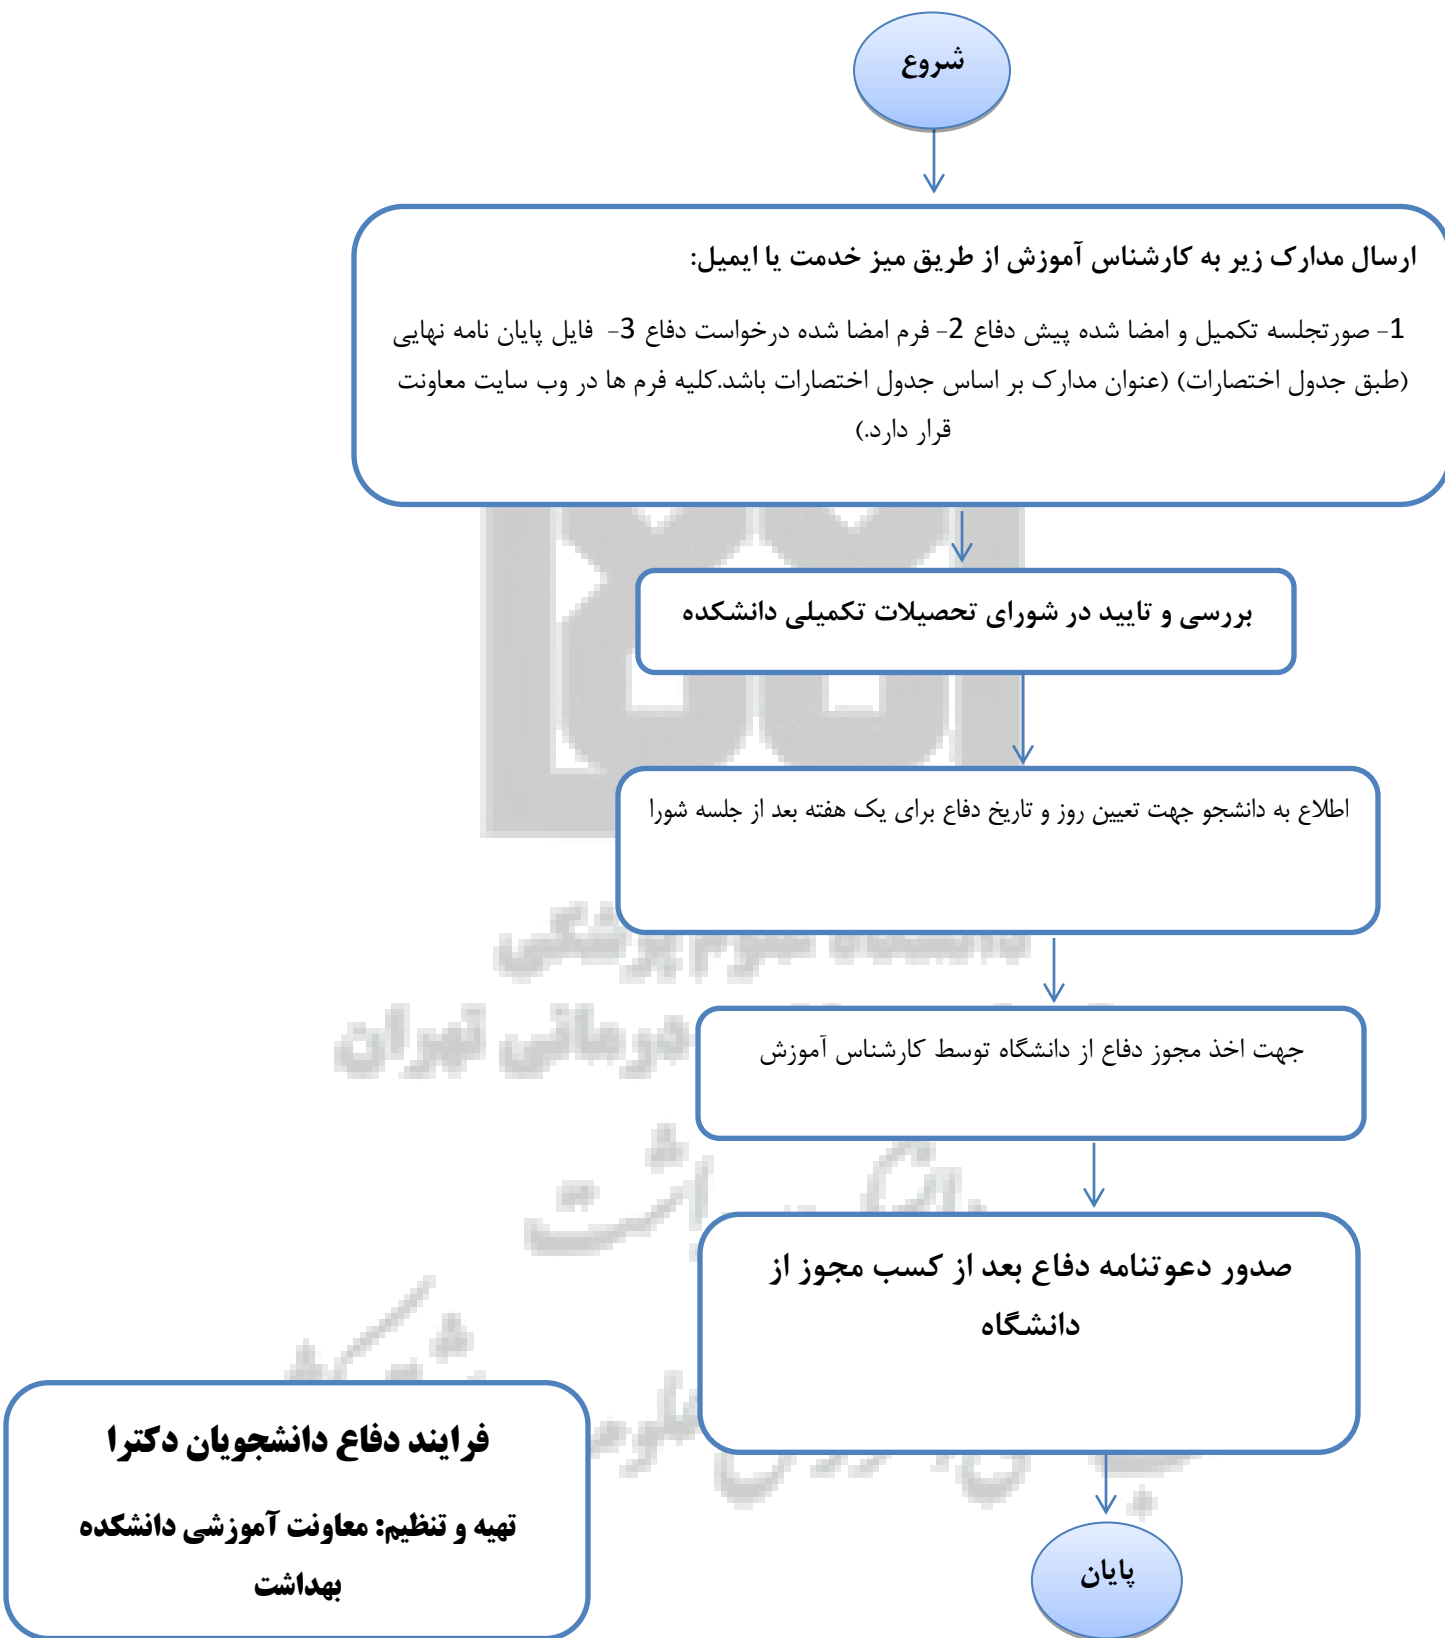 شروع
ارسال مدارک زیر به کارشناس آموزش از طریق میز خدمت یا ایمیل:
1- صورتجلسه تکمیل و امضا شده پیش دفاع 2- فرم امضا شده درخواست دفاع 3- فایل پایان نامه نهایی
(طبق جدول اختصارات) (عنوان مدارک بر اساس جدول اختصارات باشد.کلیه فرم ها در وب سایت معاونت
قرار دارد.)
بررسی و تایید در شورای تحصیلات تکمیلی دانشکده
اطلاع به دانشجو جهت تعیین روز و تاریخ دفاع برای یک هفته بعد از جلسه شورا
دانشگاه علوم پزشکی
درمانی تهران
جهت اخذ مجوز دفاع از دانشگاه توسط کارشناس آموزش
صدور دعوتنامه دفاع بعد از کسب مجوز از
دانشگاه
فرایند دفاع دانشجویان دکترا
تهیه و تنظیم: معاونت آموزشی دانشکده
بهداشت
پایان